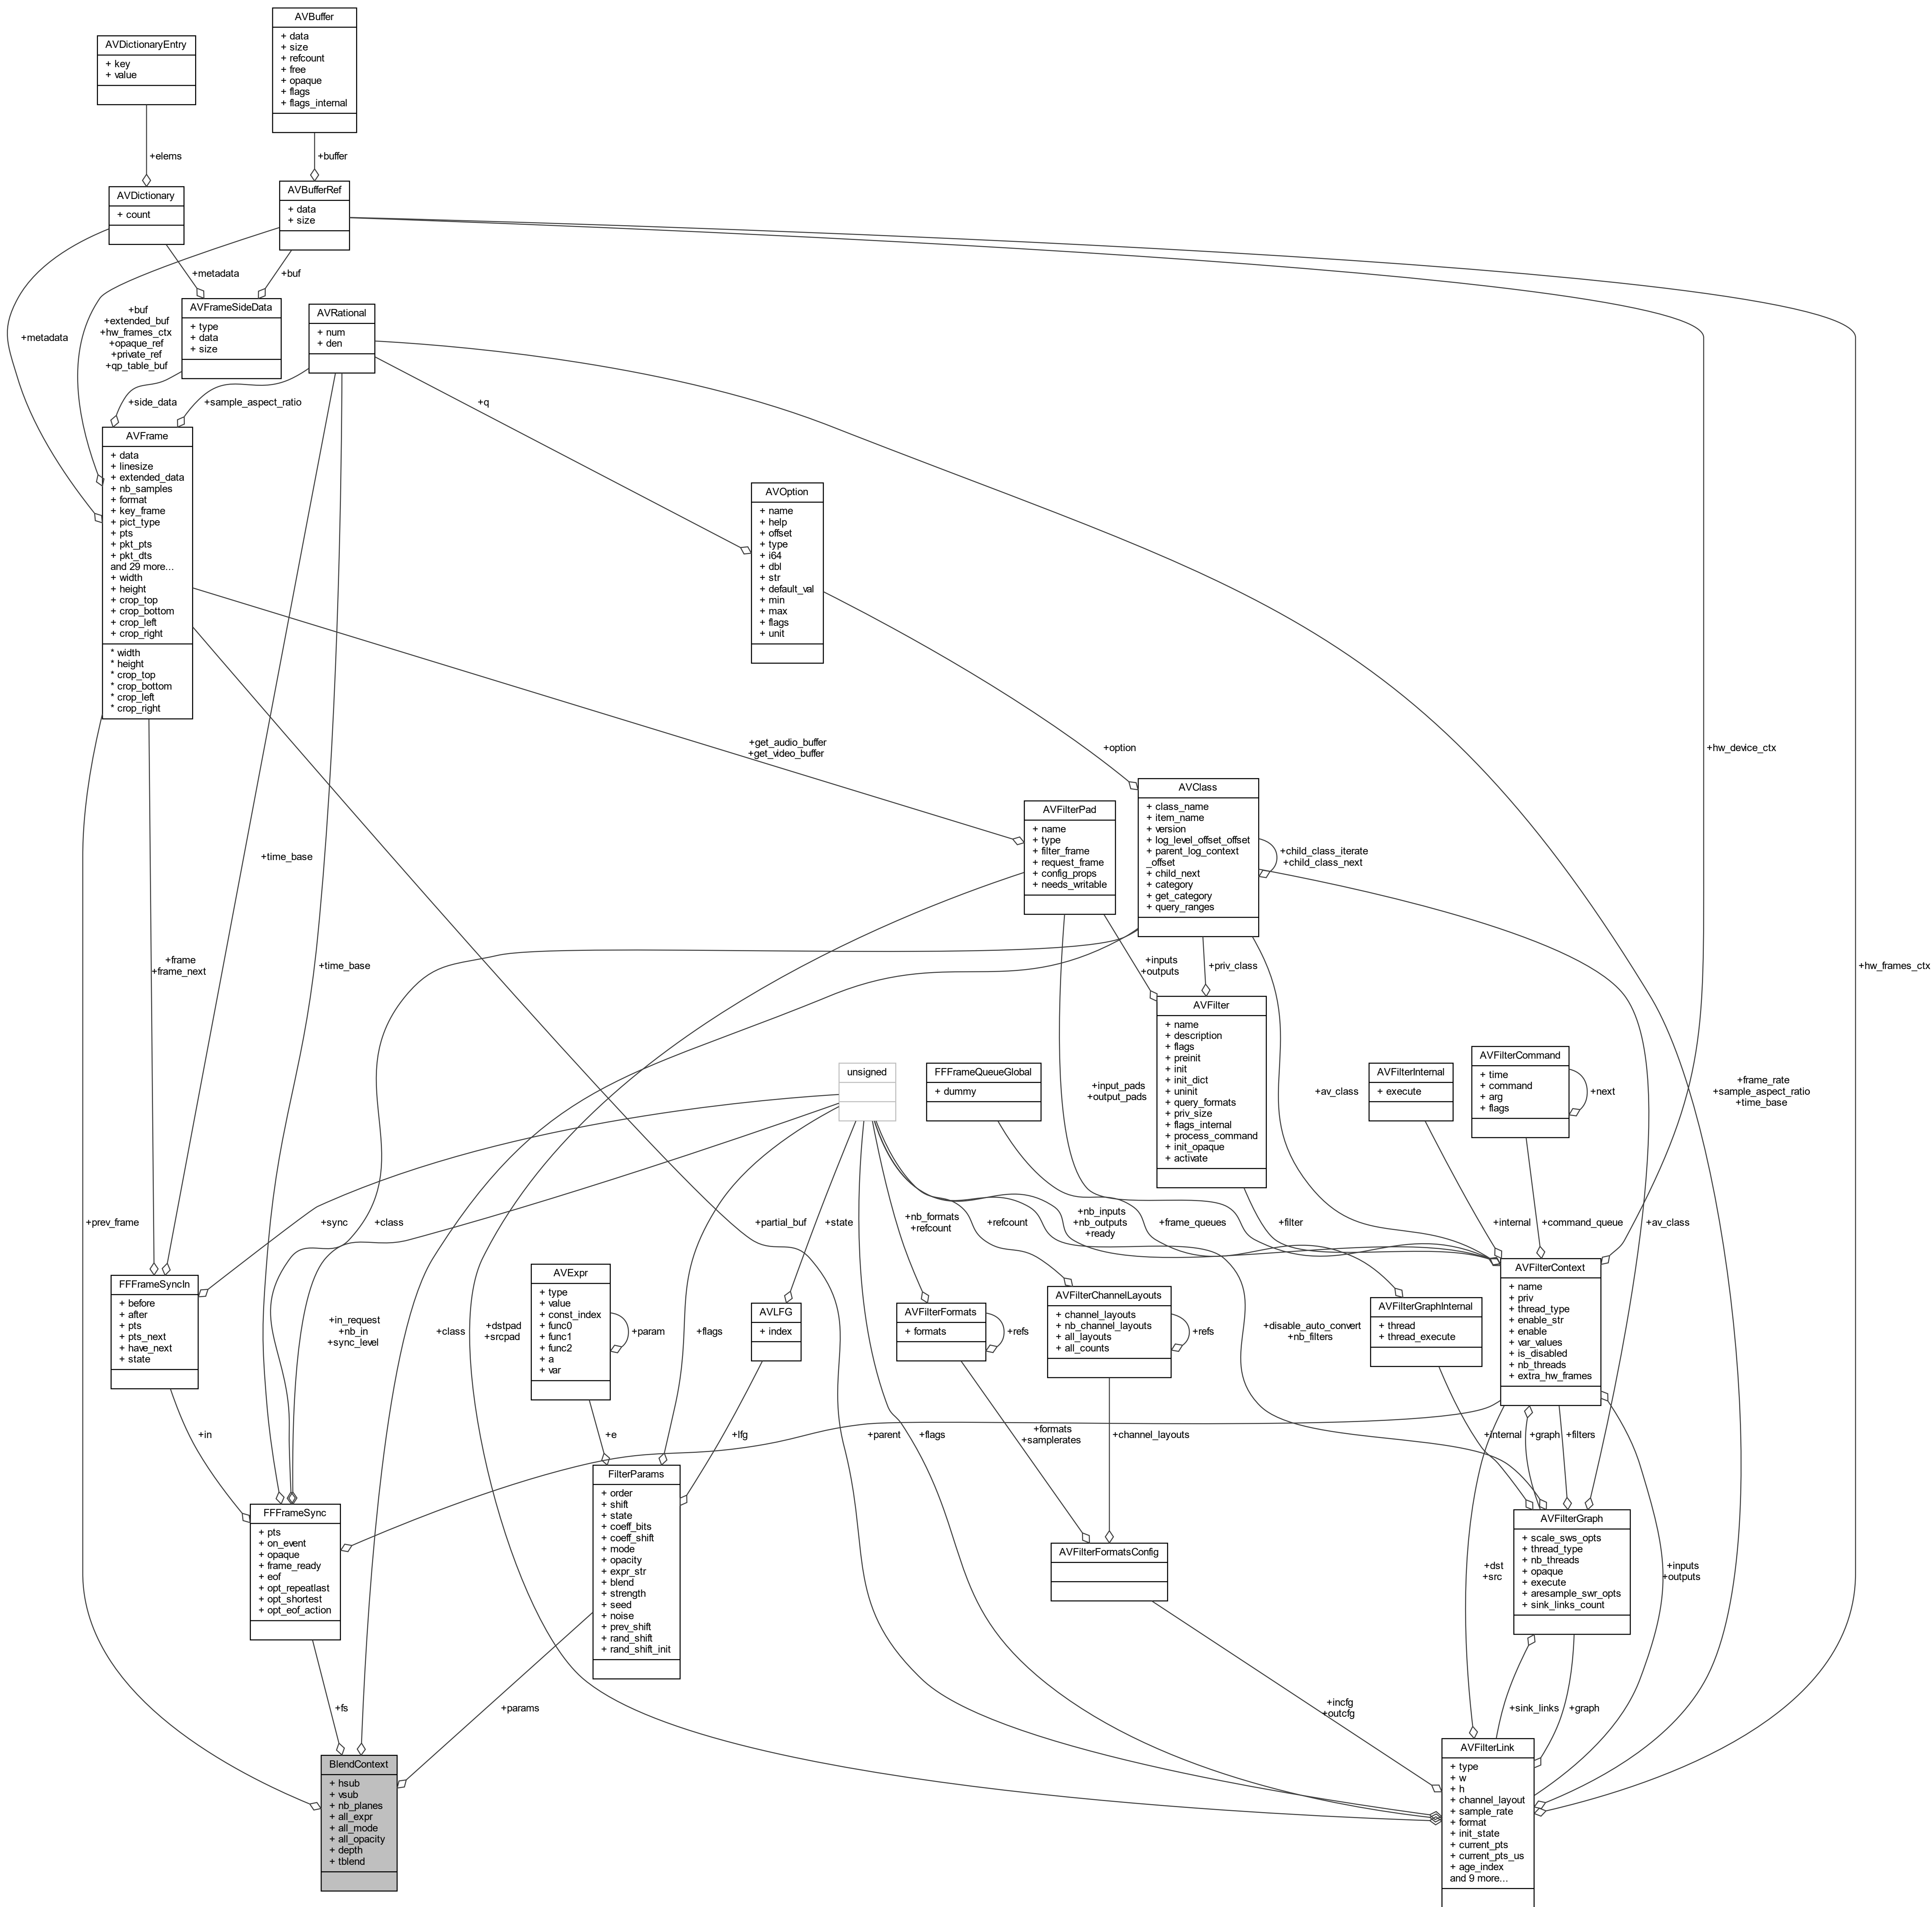 AVBuffer
+ data
+ size
+ refcount
+ free
+ opaque
+ flags
+ flags_internal
AVDictionaryEntry
+ key
+ value
+elems
+buffer
AVDictionary
+ count
AVBufferRef
+ data
+ size
+metadata
+buf
AVFrameSideData
+ type
+ data
+ size
AVRational
+ num
+ den
+metadata
+buf
+extended_buf
+hw_frames_ctx
+opaque_ref
+private_ref
+qp_table_buf
+side_data
+sample_aspect_ratio
+q
AVFrame
+ data
+ linesize
+ extended_data
+ nb_samples
+ format
+ key_frame
+ pict_type
+ pts
+ pkt_pts
+ pkt_dts
and 29 more...
+ width
+ height
+ crop_top
+ crop_bottom
+ crop_left
+ crop_right
* width
* height
* crop_top
* crop_bottom
* crop_left
* crop_right
AVOption
+ name
+ help
+ offset
+ type
+ i64
+ dbl
+ str
+ default_val
+ min
+ max
+ flags
+ unit
+get_audio_buffer
+get_video_buffer
+option
+hw_device_ctx
AVClass
+ class_name
+ item_name
+ version
+ log_level_offset_offset
+ parent_log_context
_offset
+ child_next
+ category
+ get_category
+ query_ranges
+child_class_iterate
+child_class_next
AVFilterPad
+ name
+ type
+ filter_frame
+ request_frame
+ config_props
+ needs_writable
+time_base
+frame
+frame_next
+time_base
+inputs
+outputs
+priv_class
+hw_frames_ctx
AVFilter
+ name
+ description
+ flags
+ preinit
+ init
+ init_dict
+ uninit
+ query_formats
+ priv_size
+ flags_internal
+ process_command
+ init_opaque
+ activate
unsigned
FFFrameQueueGlobal
+ dummy
+input_pads
+output_pads
+av_class
AVFilterInternal
+ execute
AVFilterCommand
+ time
+ command
+ arg
+ flags
+next
+frame_rate
+sample_aspect_ratio
+time_base
+prev_frame
+sync
+class
+partial_buf
+state
+nb_formats
+refcount
+refcount
+nb_inputs
+nb_outputs
+ready
+frame_queues
+filter
+internal
+command_queue
+av_class
FFFrameSyncIn
+ before
+ after
+ pts
+ pts_next
+ have_next
+ state
+in_request
+nb_in
+sync_level
+class
+dstpad
+srcpad
AVExpr
+ type
+ value
+ const_index
+ func0
+ func1
+ func2
+ a
+ var
+param
+flags
AVLFG
+ index
AVFilterFormats
+ formats
+refs
AVFilterChannelLayouts
+ channel_layouts
+ nb_channel_layouts
+ all_layouts
+ all_counts
+refs
+disable_auto_convert
+nb_filters
AVFilterGraphInternal
+ thread
+ thread_execute
AVFilterContext
+ name
+ priv
+ thread_type
+ enable_str
+ enable
+ var_values
+ is_disabled
+ nb_threads
+ extra_hw_frames
+in
+e
+lfg
+parent
+flags
+formats
+samplerates
+channel_layouts
+internal
+graph
+filters
FilterParams
+ order
+ shift
+ state
+ coeff_bits
+ coeff_shift
+ mode
+ opacity
+ expr_str
+ blend
+ strength
+ seed
+ noise
+ prev_shift
+ rand_shift
+ rand_shift_init
FFFrameSync
+ pts
+ on_event
+ opaque
+ frame_ready
+ eof
+ opt_repeatlast
+ opt_shortest
+ opt_eof_action
AVFilterFormatsConfig
+dst
+src
AVFilterGraph
+ scale_sws_opts
+ thread_type
+ nb_threads
+ opaque
+ execute
+ aresample_swr_opts
+ sink_links_count
+inputs
+outputs
+fs
+params
+incfg
+outcfg
+sink_links
+graph
BlendContext
+ hsub
+ vsub
+ nb_planes
+ all_expr
+ all_mode
+ all_opacity
+ depth
+ tblend
AVFilterLink
+ type
+ w
+ h
+ channel_layout
+ sample_rate
+ format
+ init_state
+ current_pts
+ current_pts_us
+ age_index
and 9 more...